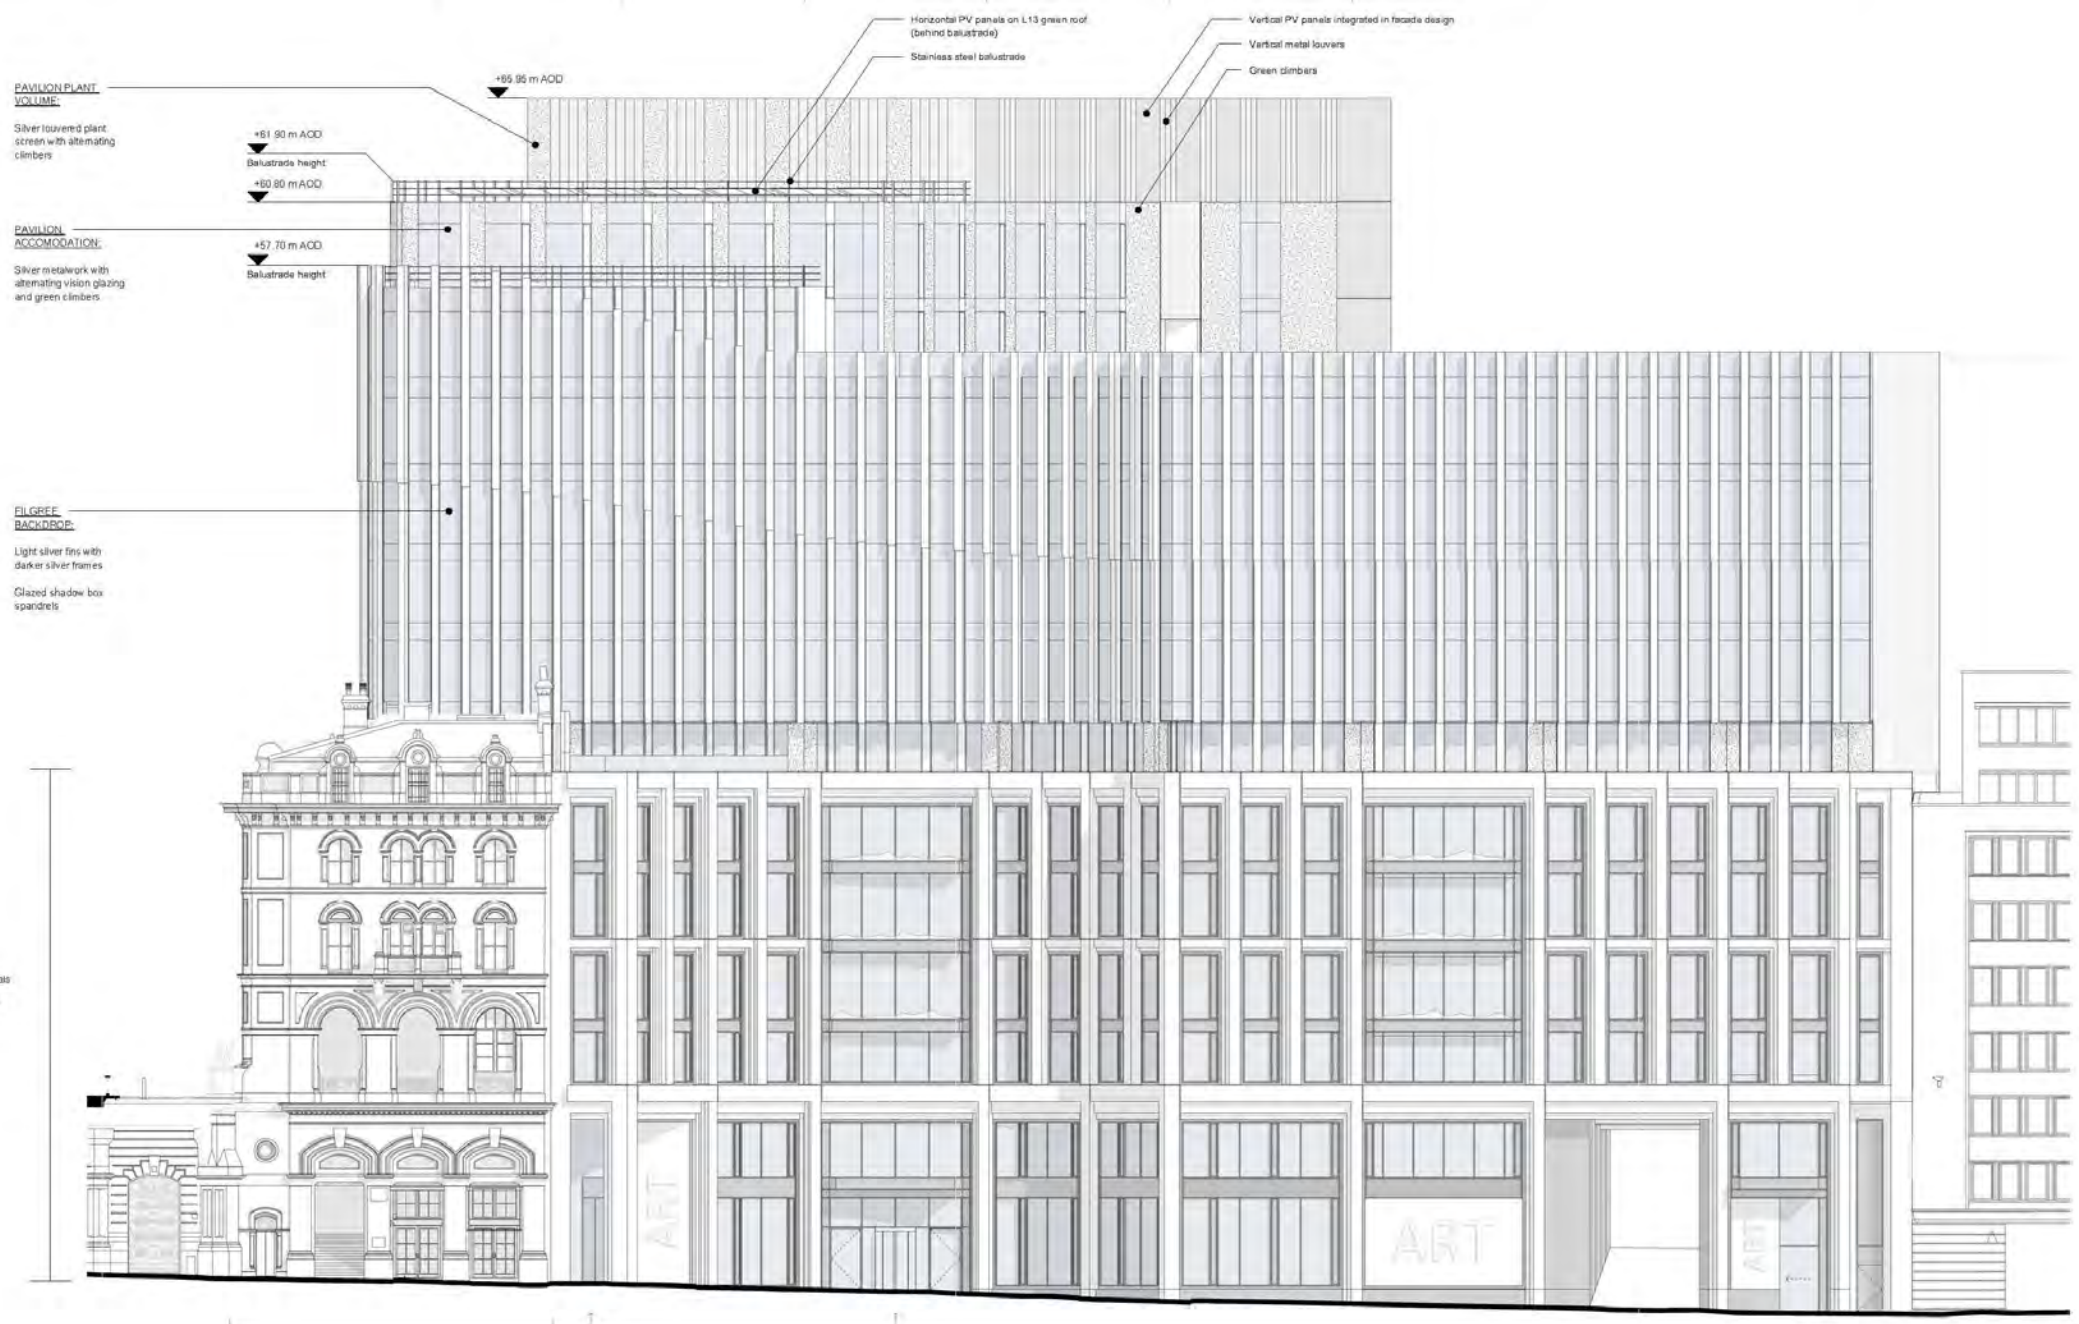 Horizontal PV panels on L13 green roof
(behind balustrade)
Stainless steel balustrade
Vertical PV panels integrated in facade design
Vertical metal louvers
Green climbers
+65.95 m AOD
PAVILION PLANT
VOLUME:
Silver louvered plant
screen with alternating
climbers
+61.90 m AOD
Balustrade height
+60.80 m AOD
PAVILION
ACCOMODATION:
Silver metalwork with
alternating vision glazing
and green climbers
+57.70 m AOD
Balustrade height
FILGREE
BACKDROP:
Light silver fins with
darker silver frames
Glazed shadow box
spandrels
ART
ART
ART